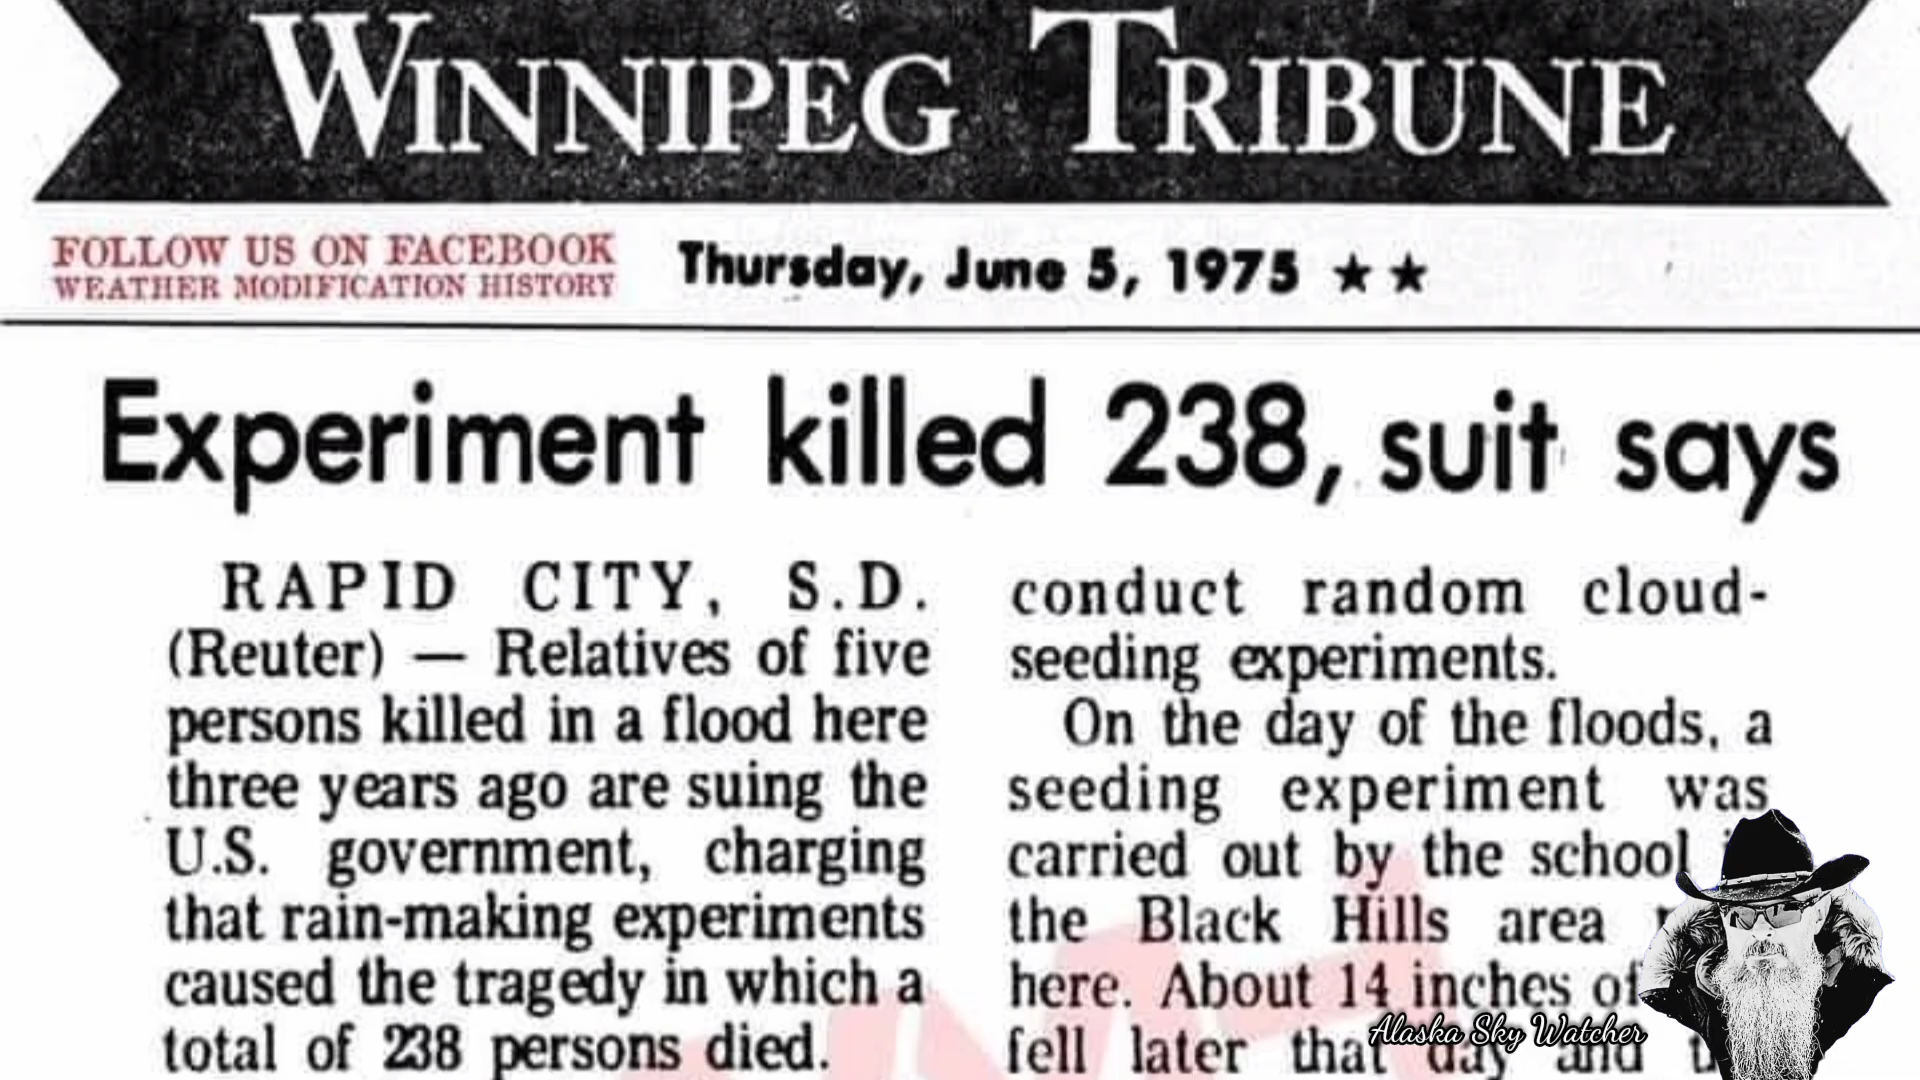 WINNIPEG TRIBUNE
FOLLOW US ON FACEBOOK
WEATHER MODIFICATION HISTORY
Thursday, June 5, 1975 ★★
Experiment killed 238, suit says
RAPID CITY, S.D.
(Reuter) — Relatives of five
persons killed in a flood here
three years ago are suing the
U.S. government, charging
that rain-making experiments
caused the tragedy in which a
total of 238 persons died.
conduct random cloud-
seeding experiments.
On the day of the floods, a
seeding experiment was
carried out by the school
the Black Hills area
here. About 14 inches of
fell later that day and
Alaska Sky Watcher